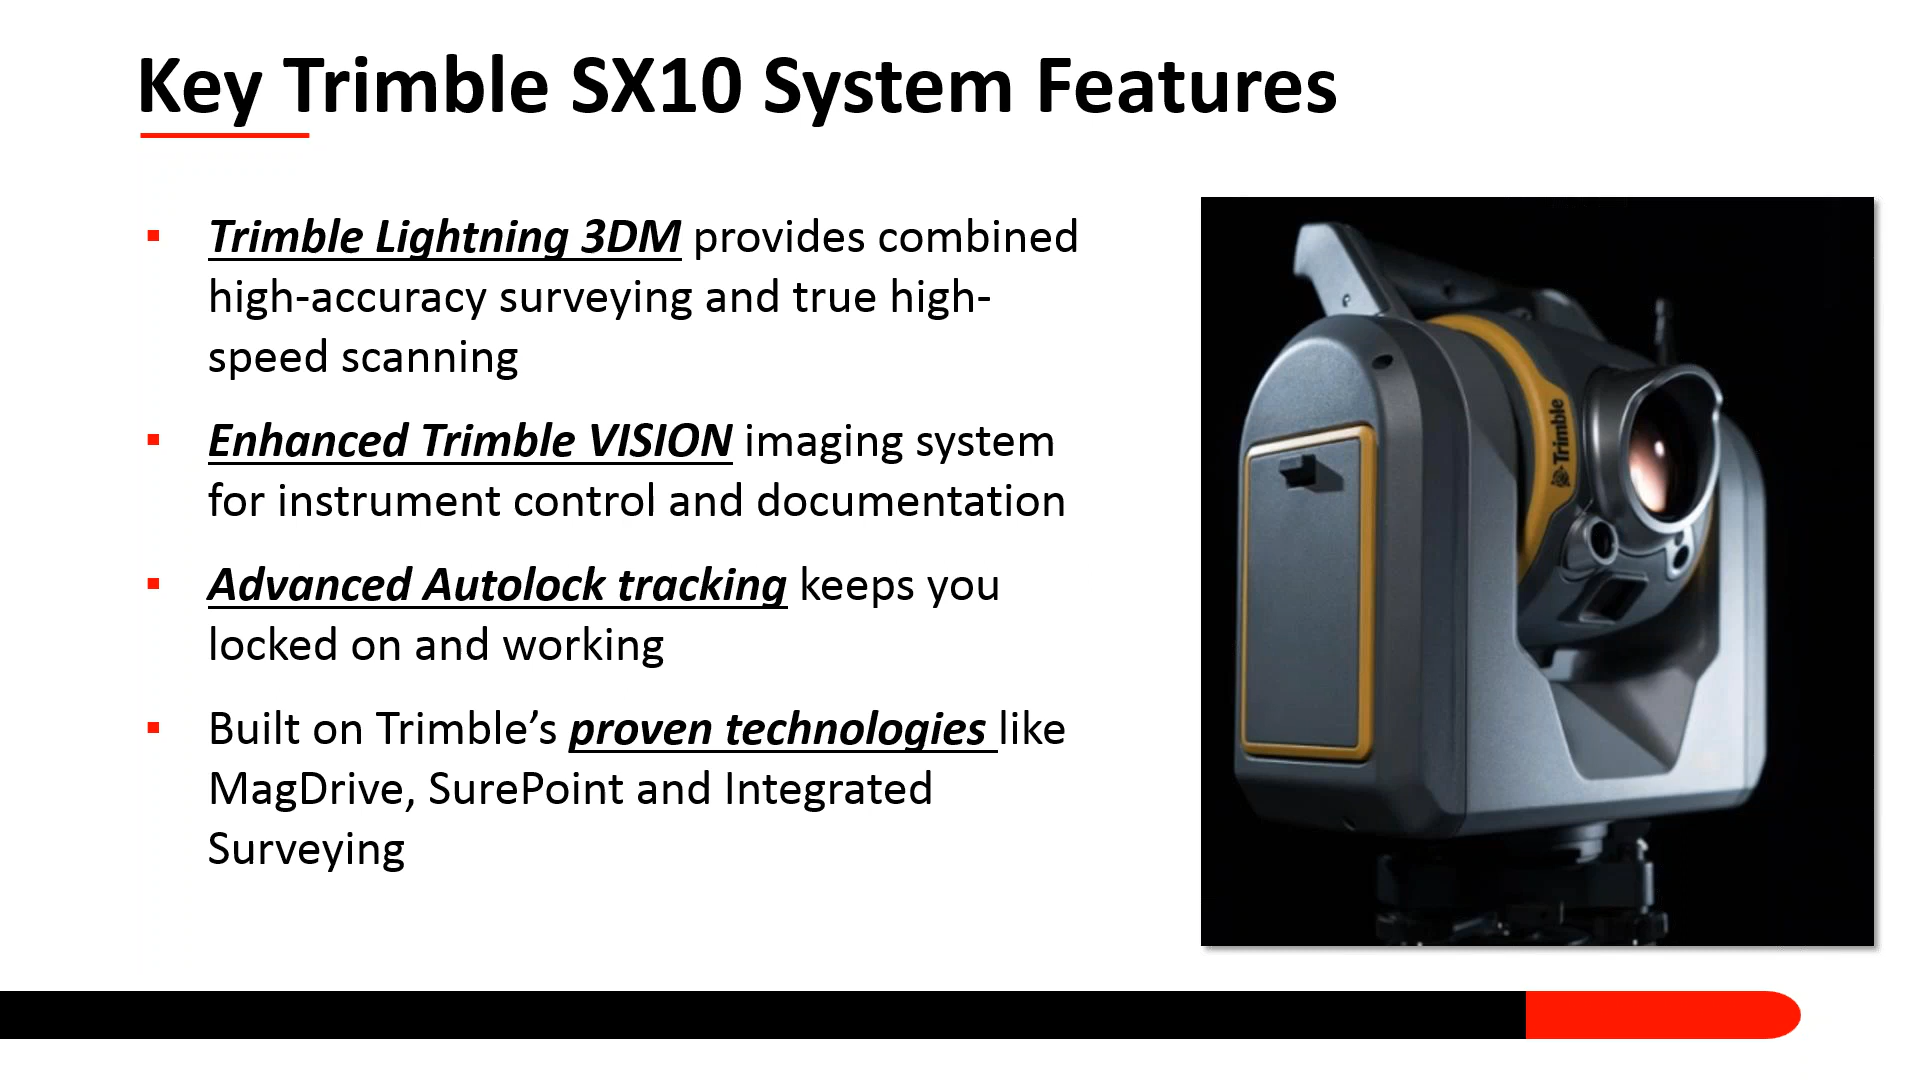 Key Trimble SX10 System Features
▪ Trimble Lightning 3DM provides combined
high-accuracy surveying and true high-
speed scanning
▪ Enhanced Trimble VISION imaging system
for instrument control and documentation
▪ Advanced Autolock tracking keeps you
locked on and working
▪ Built on Trimble’s proven technologies like
MagDrive, SurePoint and Integrated
Surveying
Trimble